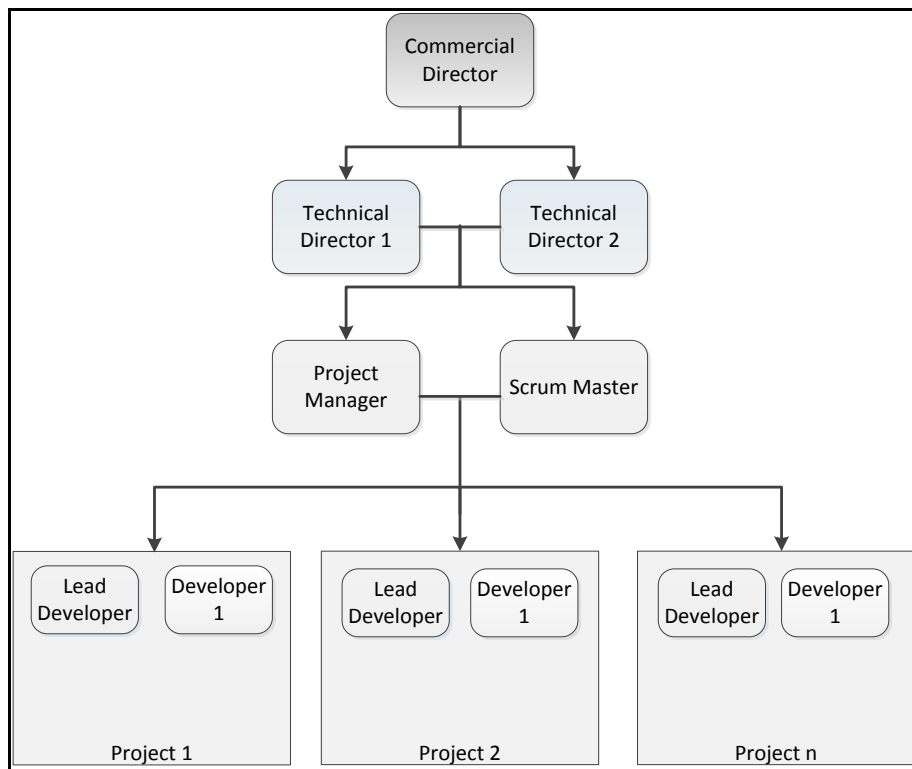 Commercial
Director
Technical
Director 1
Technical
Director 2
Project
Manager
Scrum Master
Lead
Developer
Developer
1
Project 1
Lead
Developer
Developer
1
Project 2
Lead
Developer
Developer
1
Project n